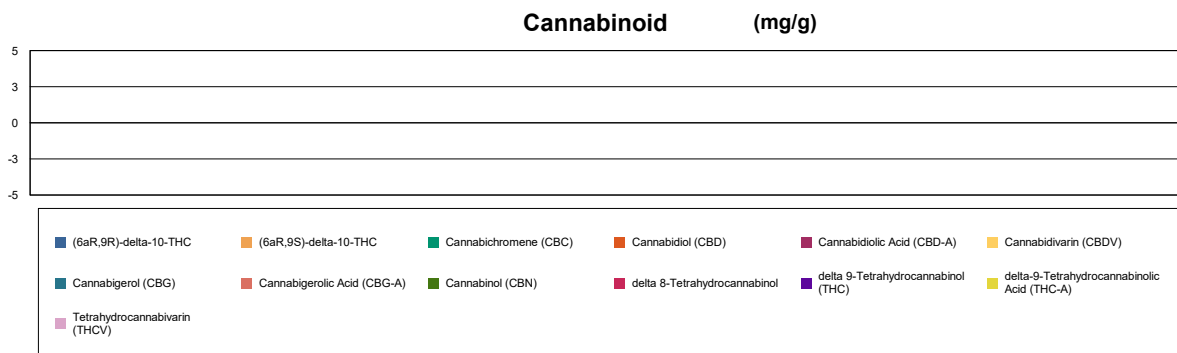 Cannabinoid (mg/g)
5
3
0
-3
-5
(6aR,9R)-delta-10-THC
(6aR,9S)-delta-10-THC
Cannabichromene (CBC)
Cannabidiol (CBD)
Cannabidiolic Acid (CBD-A)
Cannabidivarin (CBDV)
Cannabigerol (CBG)
Cannabigerolic Acid (CBG-A)
Cannabinol (CBN)
delta 8-Tetrahydrocannabinol
delta 9-Tetrahydrocannabinol
(THC)
delta-9-Tetrahydrocannabinolic
Acid (THC-A)
Tetrahydrocannabivarin
(THCV)